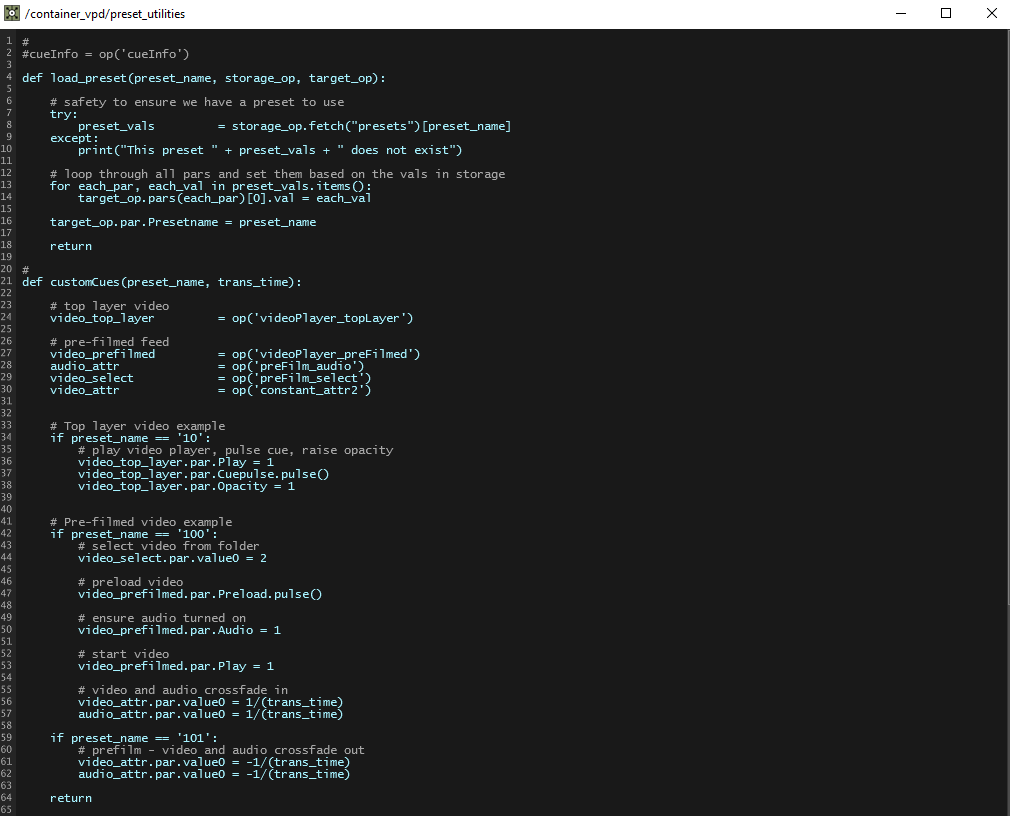 /container_vpd/preset_utilities
1 #
2 #cueInfo = op('cueInfo')
3
4 def load_preset(preset_name, storage_op, target_op):
5
6     # safety to ensure we have a preset to use
7     try:
8         preset_vals         = storage_op.fetch("presets")[preset_name]
9     except:
10         print("This preset " + preset_vals + " does not exist")
11
12     # loop through all pars and set them based on the vals in storage
13     for each_par, each_val in preset_vals.items():
14         target_op.pars(each_par)[0].val = each_val
15
16     target_op.par.Presetname = preset_name
17
18     return
19
20 #
21 def customCues(preset_name, trans_time):
22
23     # top layer video
24     video_top_layer         = op('videoPlayer_topLayer')
25
26     # pre-filmed feed
27     video_prefilmed         = op('videoPlayer_preFilmed')
28     audio_attr              = op('preFilm_audio')
29     video_select            = op('preFilm_select')
30     video_attr              = op('constant_attr2')
31
32
33     # Top layer video example
34     if preset_name == '10':
35         # play video player, pulse cue, raise opacity
36         video_top_layer.par.Play = 1
37         video_top_layer.par.Cuepulse.pulse()
38         video_top_layer.par.Opacity = 1
39
40
41     # Pre-filmed video example
42     if preset_name == '100':
43         # select video from folder
44         video_select.par.value0 = 2
45
46         # preload video
47         video_prefilmed.par.Preload.pulse()
48
49         # ensure audio turned on
50         video_prefilmed.par.Audio = 1
51
52         # start video
53         video_prefilmed.par.Play = 1
54
55         # video and audio crossfade in
56         video_attr.par.value0 = 1/(trans_time)
57         audio_attr.par.value0 = 1/(trans_time)
58
59     if preset_name == '101':
60         # prefilm - video and audio crossfade out
61         video_attr.par.value0 = -1/(trans_time)
62         audio_attr.par.value0 = -1/(trans_time)
63
64     return
65